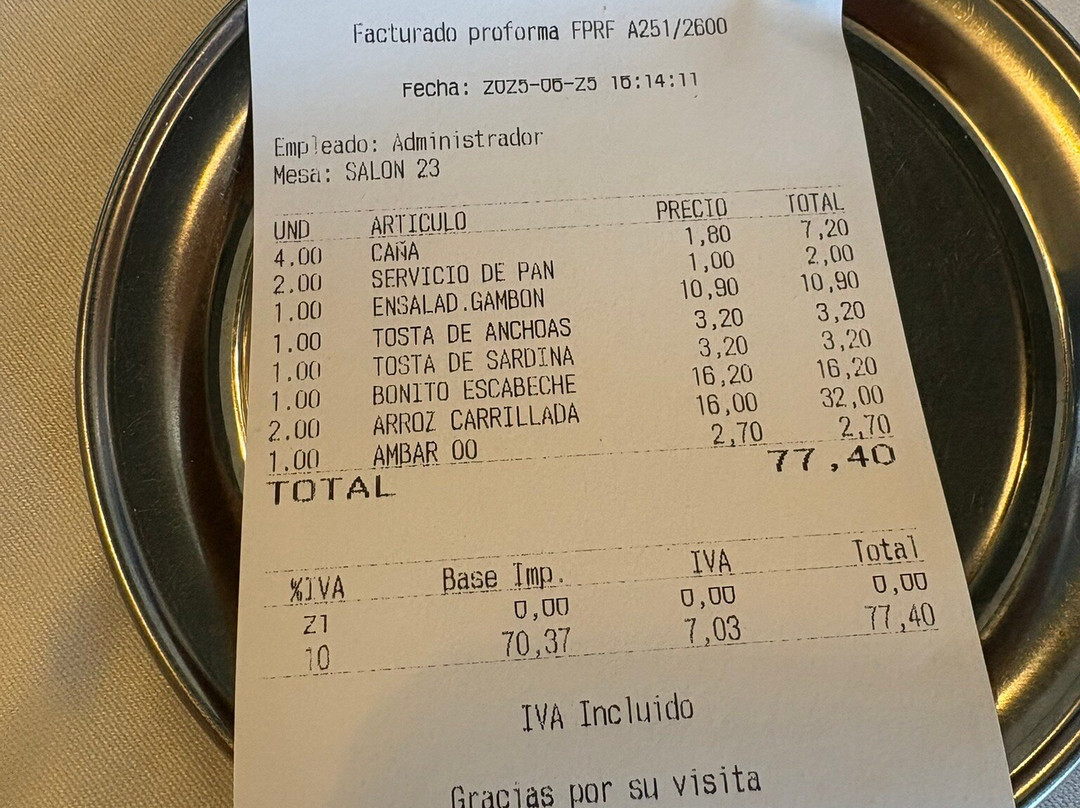 Facturado proforma FPRF A251/2600
Fecha: 2025-06-25 16:14:11
Empleado: Administrador
Mesa: SALON 23
UND ARTICULO PRECIO TOTAL
4.00 CAÑA 1,80 7,20
2.00 SERVICIO DE PAN 1,00 2,00
1.00 ENSALAD.GAMBON 10,90 10,90
1.00 TOSTA DE ANCHOAS 3,20 3,20
1.00 TOSTA DE SARDINA 3,20 3,20
1.00 BONITO ESCABECHE 16,20 16,20
2.00 ARROZ CARRILLADA 16,00 32,00
1.00 AMBAR 00 2,70 2,70
TOTAL 77,40
%IVA Base Imp. IVA Total
21 0,00 0,00 0,00
10 70,37 7,03 77,40
IVA Incluido
Gracias por su visita